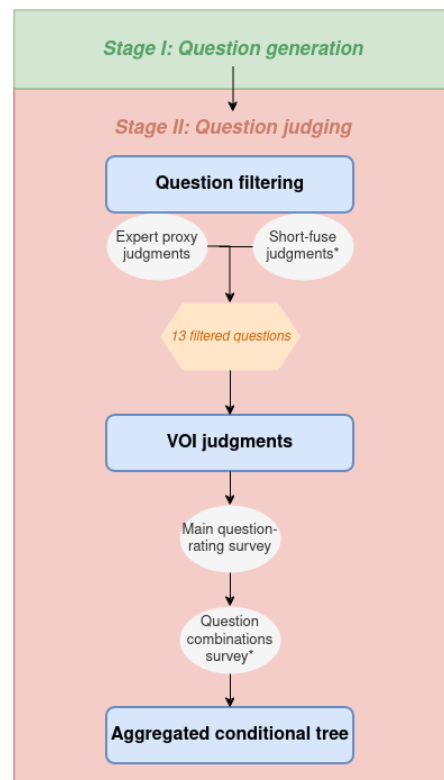 Stage I: Question generation
Stage II: Question judging
Question filtering
Expert proxy
judgments
Short-fuse
judgments*
13 filtered questions
VOI judgments
Main question-
rating survey
Question
combinations
survey*
Aggregated conditional tree